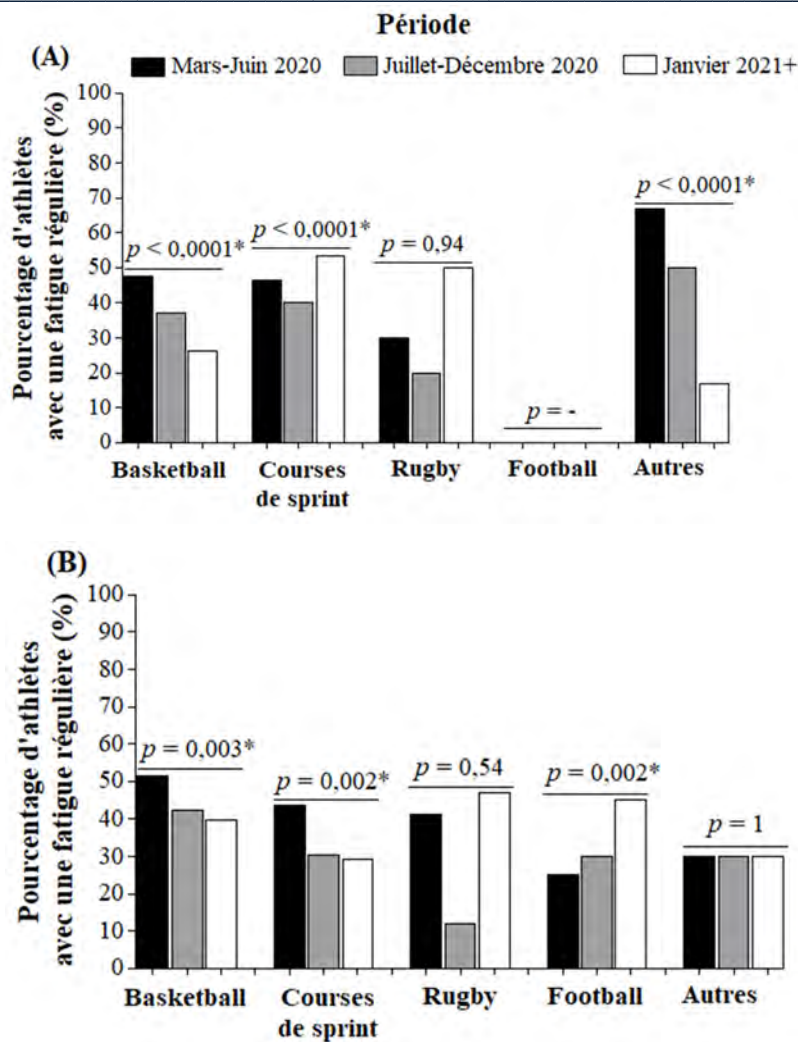 Période
(A)
Mars-Juin 2020 Juillet-Décembre 2020 Janvier 2021+
Pourcentage d'athlètes
avec une fatigue régulière (%)
100
90
80
70
60
50
40
30
20
10
0
p < 0,0001*
p < 0,0001*
p = 0,94
p = -
p < 0,0001*
Basketball
Courses
de sprint
Rugby
Football
Autres
(B)
Pourcentage d'athlètes
avec une fatigue régulière (%)
100
90
80
70
60
50
40
30
20
10
0
p = 0,003*
p = 0,002*
p = 0,54
p = 0,002*
p = 1
Basketball
Courses
de sprint
Rugby
Football
Autres